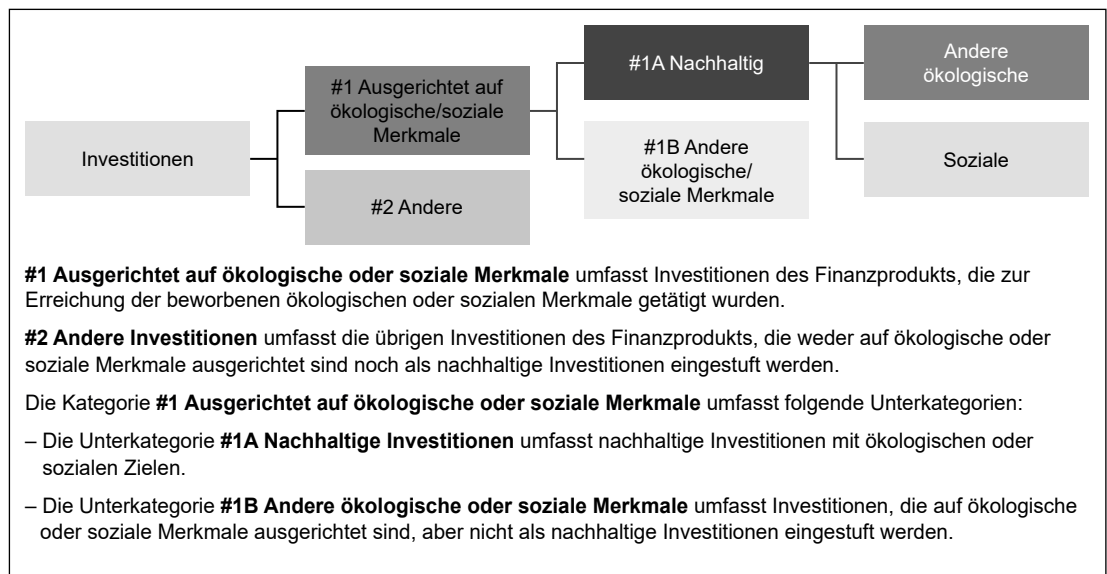 Investitionen
#1 Ausgerichtet auf
ökologische/soziale
Merkmale
#2 Andere
#1A Nachhaltig
#1B Andere
ökologische/
soziale Merkmale
Andere
ökologische
Soziale
#1 Ausgerichtet auf ökologische oder soziale Merkmale umfasst Investitionen des Finanzprodukts, die zur
Erreichung der beworbenen ökologischen oder sozialen Merkmale getätigt wurden.
#2 Andere Investitionen umfasst die übrigen Investitionen des Finanzprodukts, die weder auf ökologische oder
soziale Merkmale ausgerichtet sind noch als nachhaltige Investitionen eingestuft werden.
Die Kategorie #1 Ausgerichtet auf ökologische oder soziale Merkmale umfasst folgende Unterkategorien:
– Die Unterkategorie #1A Nachhaltige Investitionen umfasst nachhaltige Investitionen mit ökologischen oder
sozialen Zielen.
– Die Unterkategorie #1B Andere ökologische oder soziale Merkmale umfasst Investitionen, die auf ökologische
oder soziale Merkmale ausgerichtet sind, aber nicht als nachhaltige Investitionen eingestuft werden.